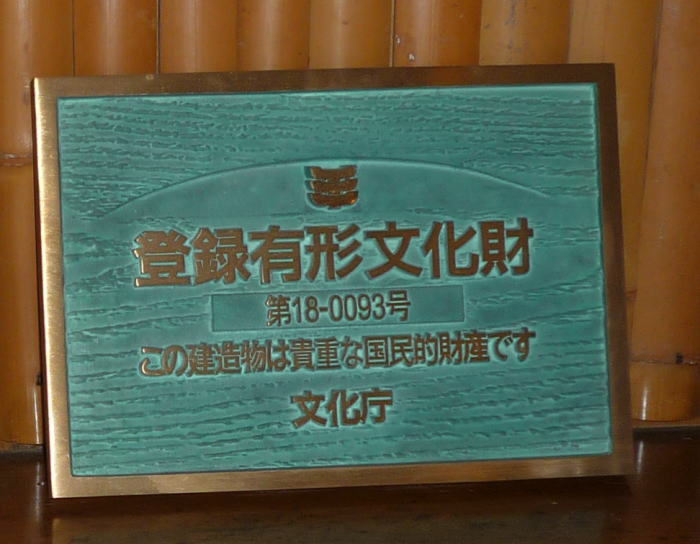 登録有形文化財
第18-0093号
この建造物は貴重な国民的財産です
文化庁